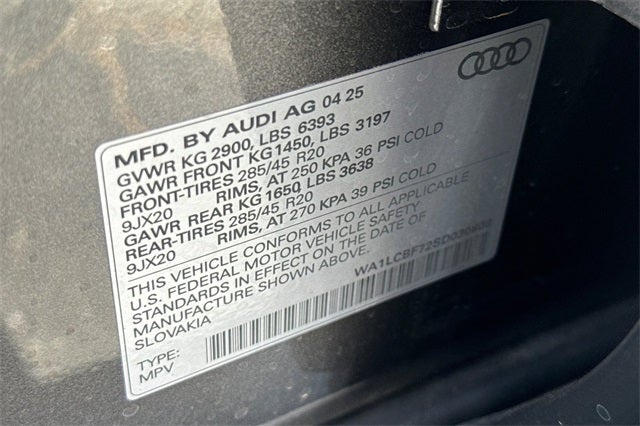 MFD. BY AUDI AG 04 25
GVWR KG 2900, LBS 6393
GAWR FRONT KG1450, LBS 3197
FRONT-TIRES 285/45 R20
9JX20 RIMS, AT 250 KPA 36 PSI COLD
GAWR REAR KG 1650, LBS 3638
REAR-TIRES 285/45 R20
9JX20 RIMS, AT 270 KPA 39 PSI COLD
THIS VEHICLE CONFORMS TO ALL APPLICABLE
U.S. FEDERAL MOTOR VEHICLE SAFETY
STANDARDS IN EFFECT ON THE DATE OF
MANUFACTURE SHOWN ABOVE.
SLOVAKIA
TYPE:
MPV